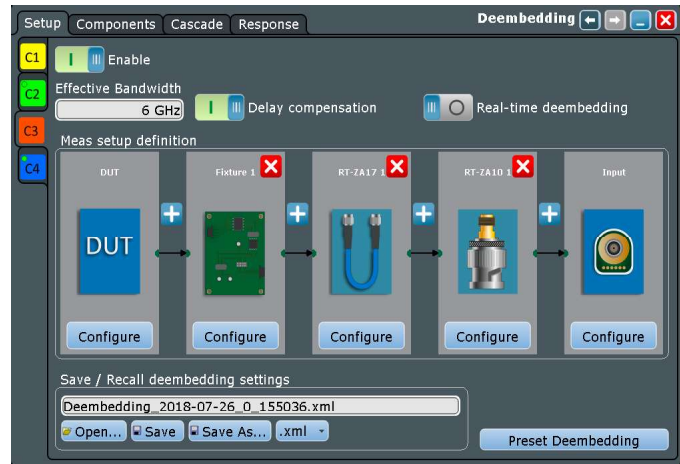 Setup Components Cascade Response Deembedding
C1 Enable
C2 Effective Bandwidth
6 GHz Delay compensation Real-time deembedding
C3
Meas setup definition
C4
DUT Fixture 1 RT-ZA17 1 RT-ZA10 1 Input
DUT
Configure Configure Configure Configure Configure
Save / Recall deembedding settings
Deembedding_2018-07-26_0_155036.xml
Open... Save Save As... .xml
Preset Deembedding